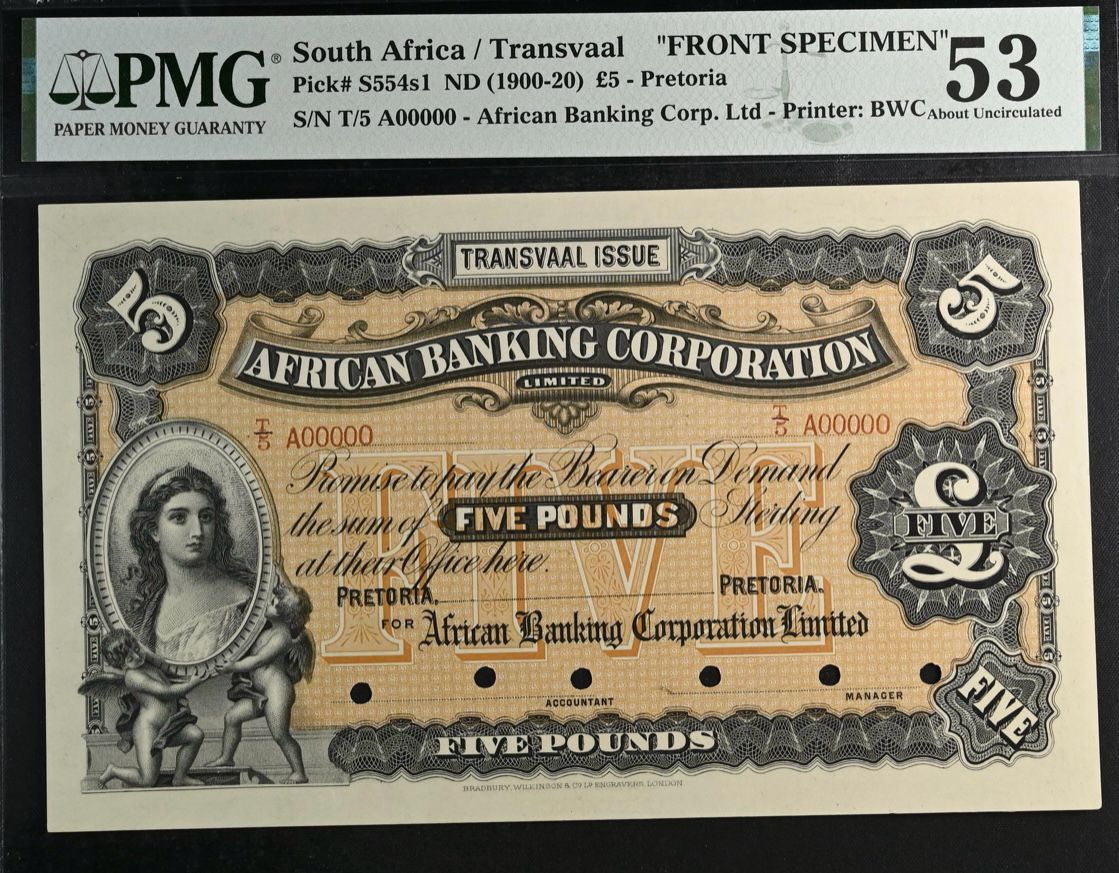 PMG®
PAPER MONEY GUARANTY
South Africa / Transvaal "FRONT SPECIMEN"
Pick# S554s1 ND (1900-20) £5 - Pretoria
S/N T/5 A00000 - African Banking Corp. Ltd - Printer: BWC
53
About Uncirculated
TRANSVAAL ISSUE
5
5
AFRICAN BANKING CORPORATION
LIMITED
T/5 A00000
T/5 A00000
FIVE
Promise to pay the Bearer on Demand
the sum of FIVE POUNDS Sterling
at their Office here.
£
FIVE
PRETORIA. PRETORIA.
FOR African Banking Corporation Limited
ACCOUNTANT
MANAGER
FIVE
FIVE POUNDS
BRADBURY, WILKINSON & Co Ld ENGRAVERS, LONDON